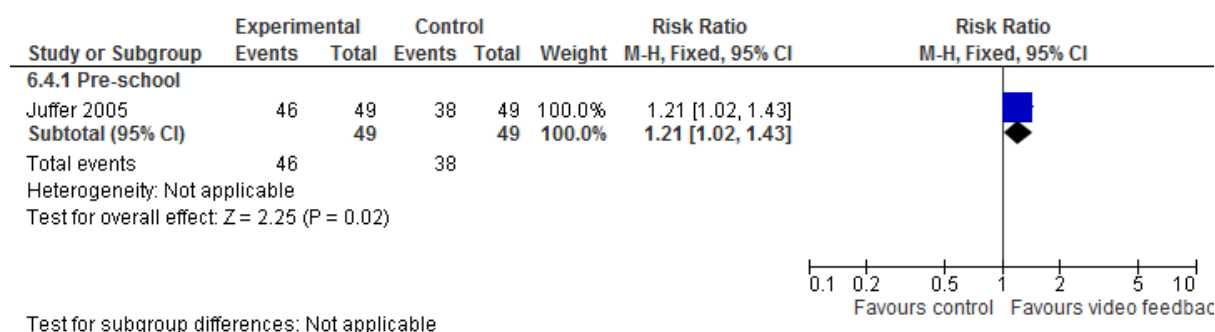 Experimental Control Risk Ratio Risk Ratio
Study or Subgroup Events Total Events Total Weight M-H, Fixed, 95% CI M-H, Fixed, 95% CI
6.4.1 Pre-school
Juffer 2005 46 49 38 49 100.0% 1.21 [1.02, 1.43]
Subtotal (95% CI) 49 49 100.0% 1.21 [1.02, 1.43]
Total events 46 38
Heterogeneity: Not applicable
Test for overall effect: Z = 2.25 (P = 0.02)
0.1 0.2 0.5 1 2 5 10
Favours control Favours video feedbac
Test for subgroup differences: Not applicable